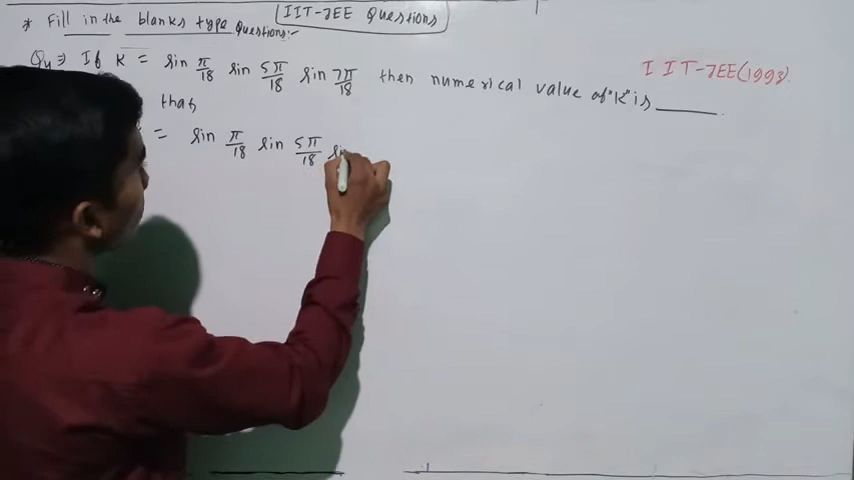 * Fill in the blanks type Questions:- IIT-JEE Questions
Q4 ⇒ If K = sin π/18 sin 5π/18 sin 7π/18 then numerical value of "K" is ______.
IIT-JEE(1993).
that
= sin π/18 sin 5π/18 si